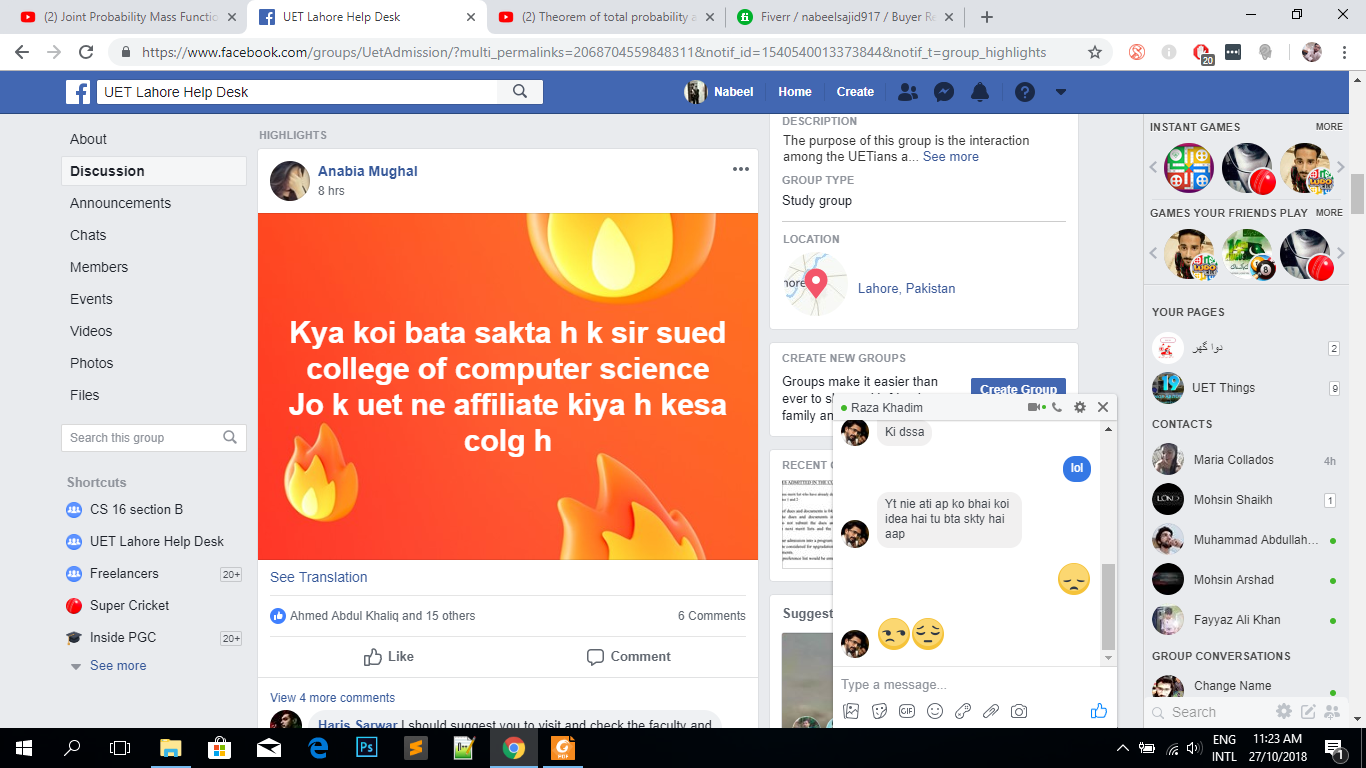 (2) Joint Probability Mass Functio
UET Lahore Help Desk
(2) Theorem of total probability a
Fiverr / nabeelsajid917 / Buyer Re
https://www.facebook.com/groups/UetAdmission/?multi_permalinks=2068704559848311&notif_id=1540540013373844&notif_t=group_highlights
20
UET Lahore Help Desk
Nabeel
Home
Create
About
Discussion
Announcements
Chats
Members
Events
Videos
Photos
Files
Search this group
Shortcuts
CS 16 section B
UET Lahore Help Desk
Freelancers
20+
Super Cricket
Inside PGC
20+
See more
HIGHLIGHTS
Anabia Mughal
8 hrs
Kya koi bata sakta h k sir sued
college of computer science
Jo k uet ne affiliate kiya h kesa
colg h
See Translation
Ahmed Abdul Khaliq and 15 others
6 Comments
Like
Comment
View 4 more comments
Haris Sarwar I should suggest you to visit and check the faculty and
DESCRIPTION
The purpose of this group is the interaction
among the UETians a... See more
GROUP TYPE
Study group
LOCATION
Lahore, Pakistan
CREATE NEW GROUPS
Groups make it easier than
ever to
family an
Create Group
RECENT
Suggest
Raza Khadim
Ki dssa
lol
Yt nie ati ap ko bhai koi
idea hai tu bta skty hai
aap
Type a message...
GIF
INSTANT GAMES
MORE
GAMES YOUR FRIENDS PLAY
MORE
YOUR PAGES
دوا گھر
2
UET Things
9
CONTACTS
Maria Collados
4h
Mohsin Shaikh
1
Muhammad Abdullah...
Mohsin Arshad
Fayyaz Ali Khan
GROUP CONVERSATIONS
Change Name
Search
ENG
INTL
11:23 AM
27/10/2018
1